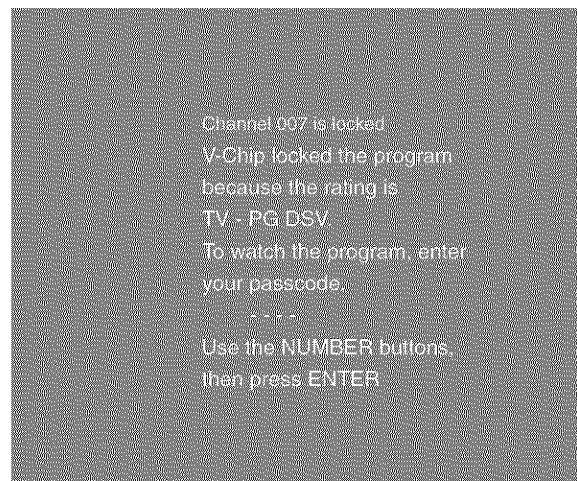 Channel 007 is locked
V-Chip locked the program
because the rating is
TV - PG DSV.
To watch the program, enter
your passcode.
- - - -
Use the NUMBER buttons,
then press ENTER